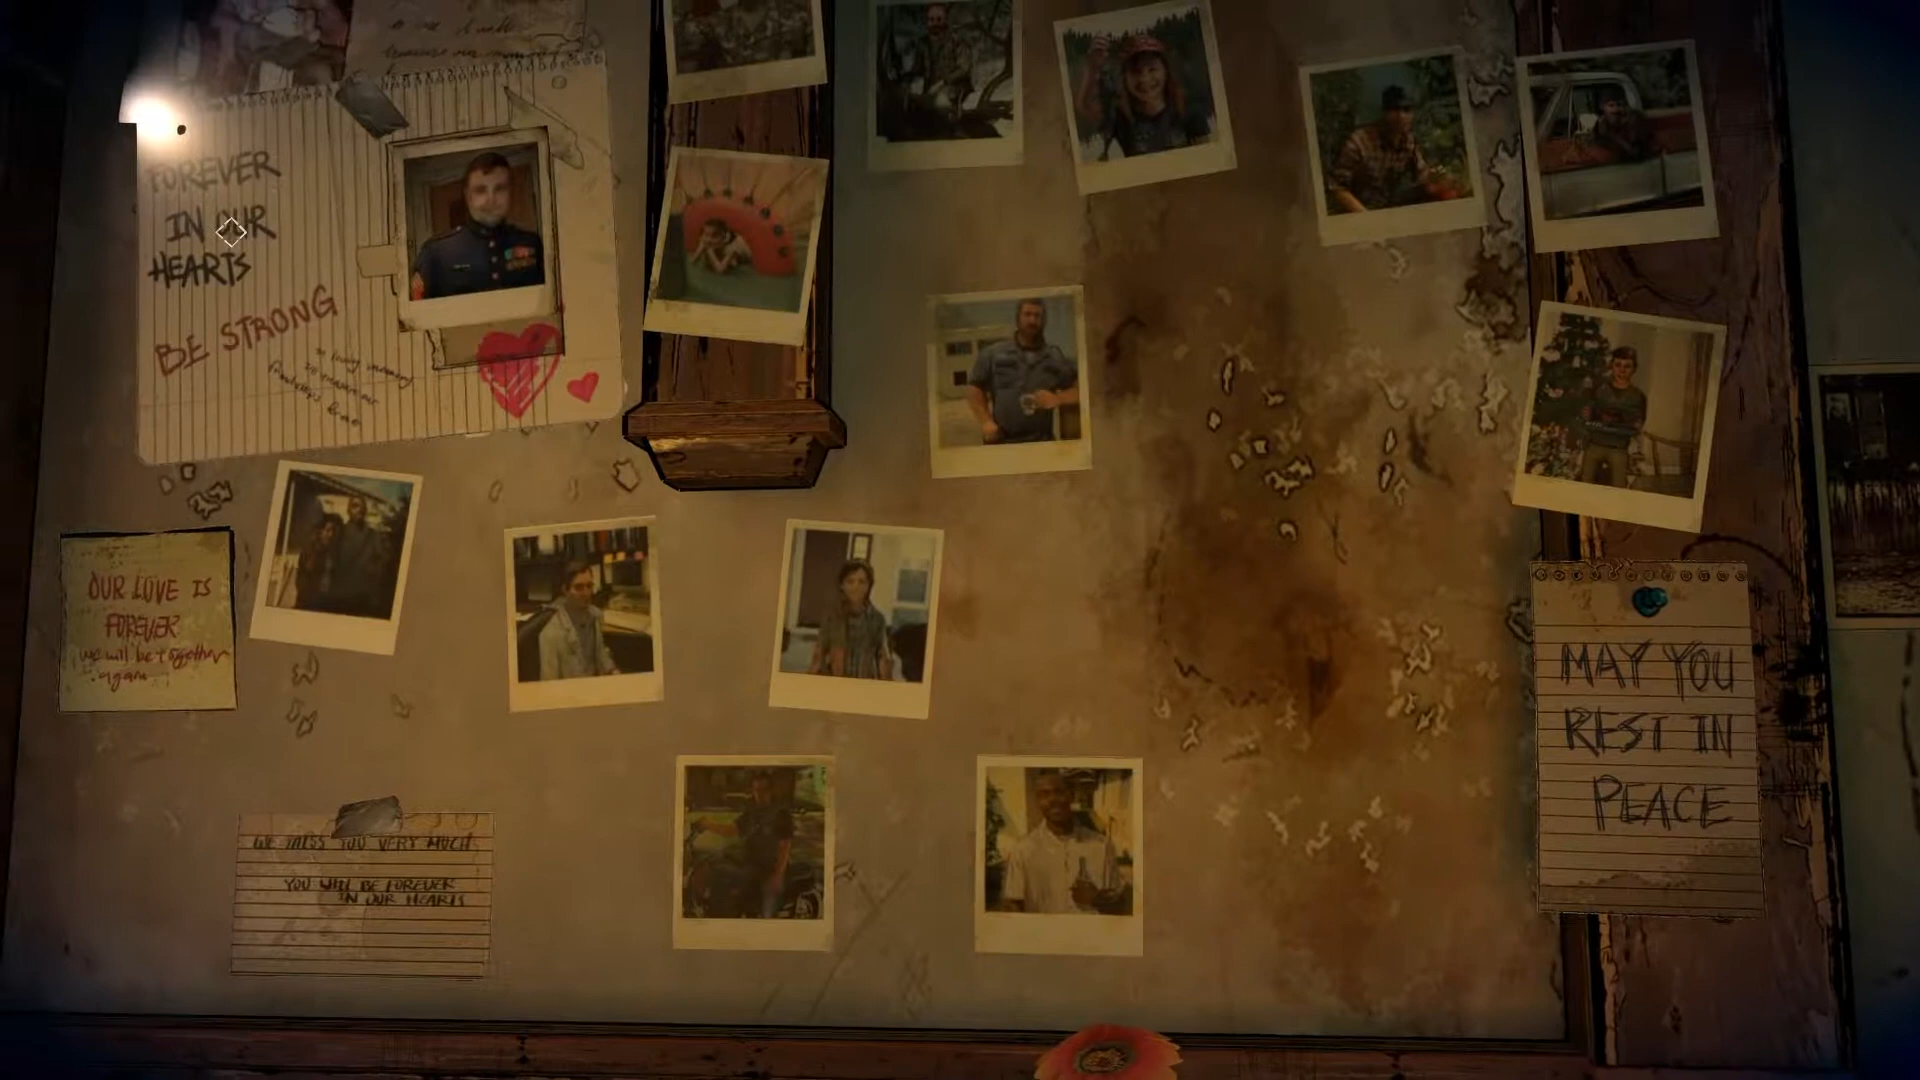 FOREVER
IN OUR
HEARTS
BE STRONG
OUR LOVE IS
FOREVER
we will be together
again
WE MISS YOU VERY MUCH
YOU WILL BE FOREVER
IN OUR HEARTS
MAY YOU
REST IN
PEACE